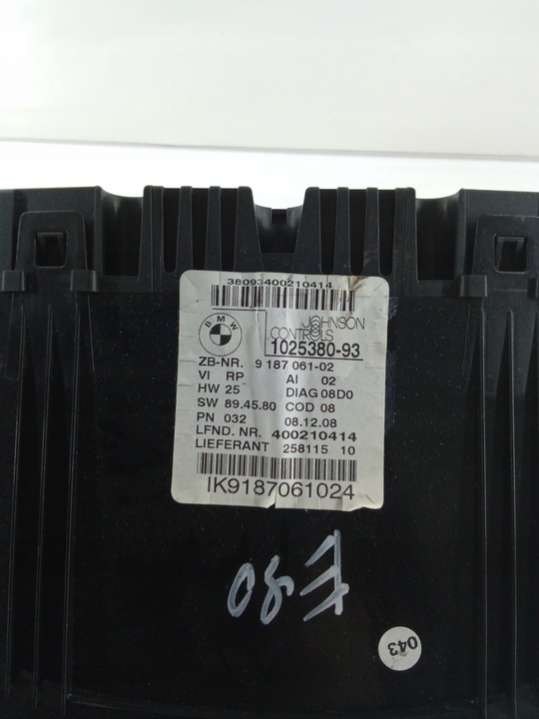 38093400210414
BMW
JOHNSON
CONTROLS
1025380-93
ZB-NR. 9 187 061-02
VI RP AI 02
HW 25 DIAG 08D0
SW 89.45.80 COD 08
PN 032 08.12.08
LFND. NR. 400210414
LIEFERANT 258115 10
IK9187061024
E80
043